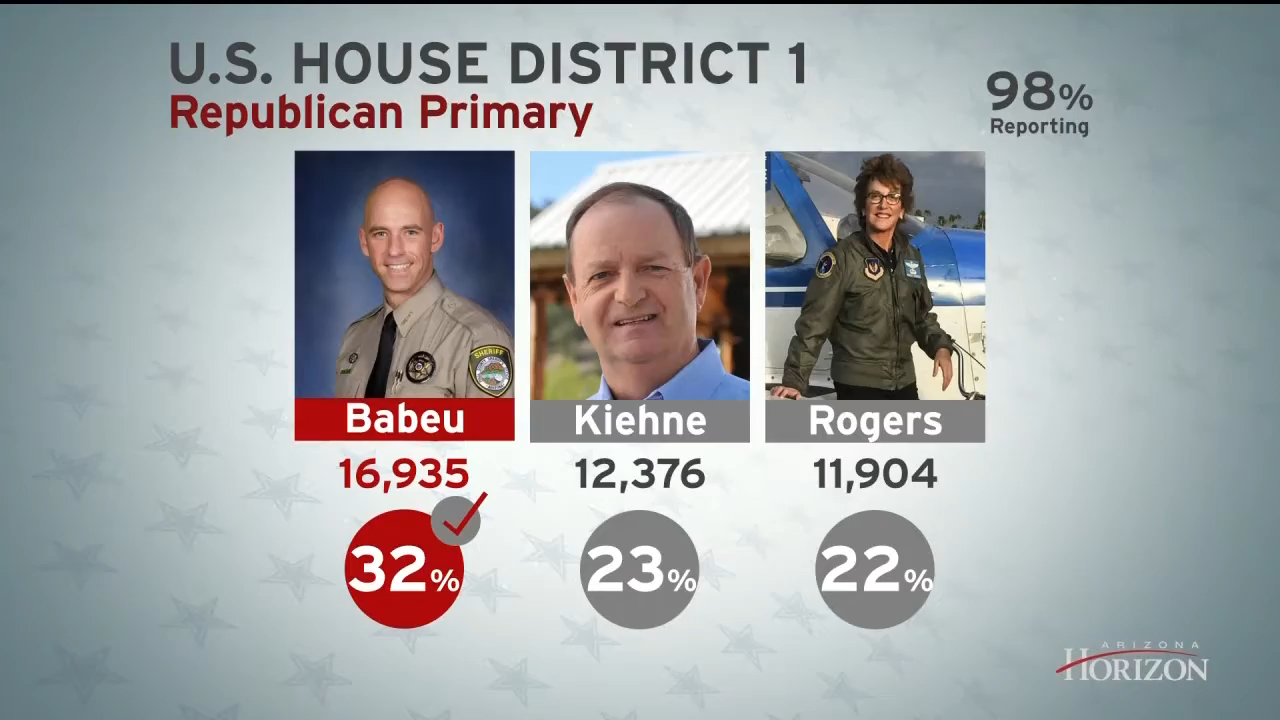 U.S. HOUSE DISTRICT 1
Republican Primary
98%
Reporting
SHERIFF
Babeu
Kiehne
Rogers
16,935
12,376
11,904
32%
23%
22%
ARIZONA
HORIZON